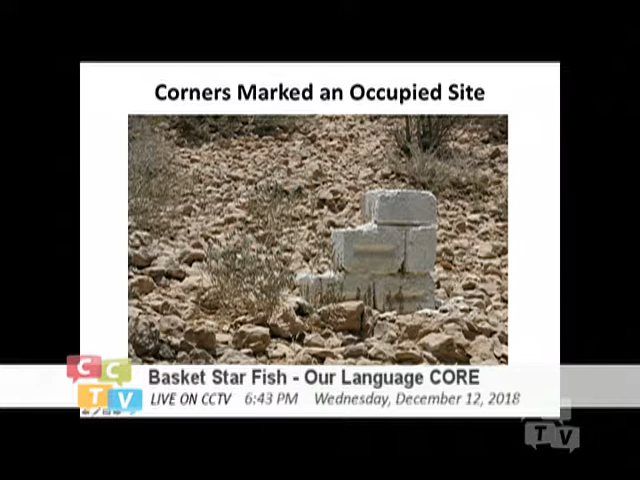 Corners Marked an Occupied Site
CCTV
Basket Star Fish - Our Language CORE
LIVE ON CCTV 6:43 PM Wednesday, December 12, 2018
TV